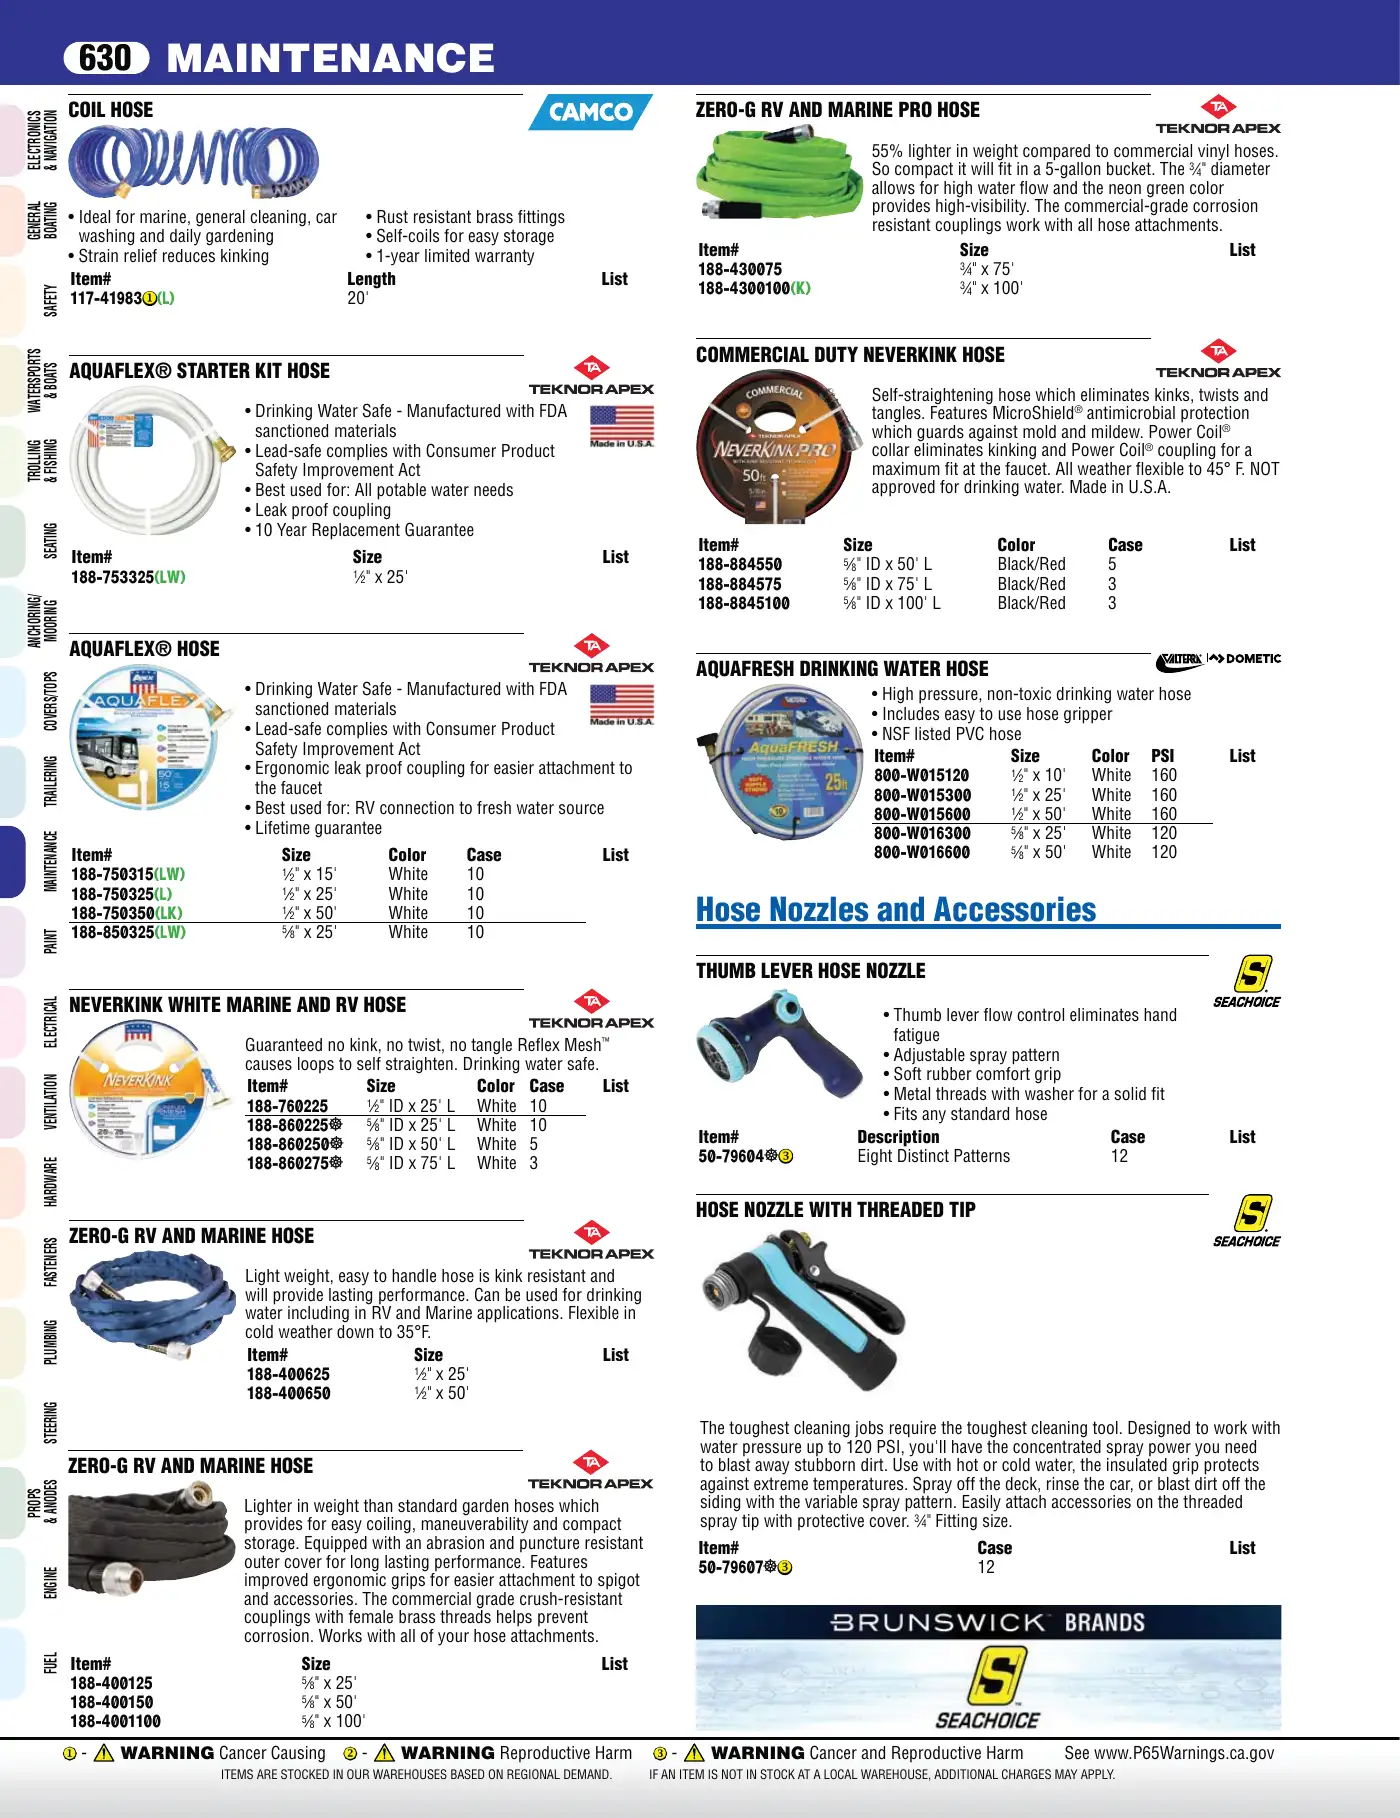 630 MAINTENANCE
ELECTRONICS
& NAVIGATION
GENERAL
BOATING
SAFETY
WATERSPORTS
& BOATS
TROLLING
& FISHING
SEATING
ANCHORING/
MOORING
COVERS/TOPS
TRAILERING
MAINTENANCE
PAINT
ELECTRICAL
VENTILATION
HARDWARE
FASTENERS
PLUMBING
STEERING
PROPS
& ANODES
ENGINE
FUEL
COIL HOSE
CAMCO
• Ideal for marine, general cleaning, car
washing and daily gardening
• Strain relief reduces kinking
• Rust resistant brass fittings
• Self-coils for easy storage
• 1-year limited warranty
Item# Length List
117-41983①(L) 20'
AQUAFLEX® STARTER KIT HOSE
TA
TEKNOR APEX
• Drinking Water Safe - Manufactured with FDA
sanctioned materials
Made in U.S.A.
• Lead-safe complies with Consumer Product
Safety Improvement Act
• Best used for: All potable water needs
• Leak proof coupling
• 10 Year Replacement Guarantee
Item# Size List
188-753325(LW) ½" x 25'
AQUAFLEX® HOSE
TA
TEKNOR APEX
APEX
AQUAFLEX
50
15
• Drinking Water Safe - Manufactured with FDA
sanctioned materials
Made in U.S.A.
• Lead-safe complies with Consumer Product
Safety Improvement Act
• Ergonomic leak proof coupling for easier attachment to
the faucet
• Best used for: RV connection to fresh water source
• Lifetime guarantee
Item# Size Color Case List
188-750315(LW) ½" x 15' White 10
188-750325(L) ½" x 25' White 10
188-750350(LK) ½" x 50' White 10
188-850325(LW) ⅝" x 25' White 10
NEVERKINK WHITE MARINE AND RV HOSE
TA
TEKNOR APEX
NEVERKINK
Guaranteed no kink, no twist, no tangle Reflex Mesh™
causes loops to self straighten. Drinking water safe.
Item# Size Color Case List
188-760225 ½" ID x 25' L White 10
188-860225☸ ⅝" ID x 25' L White 10
188-860250☸ ⅝" ID x 50' L White 5
188-860275☸ ⅝" ID x 75' L White 3
ZERO-G RV AND MARINE HOSE
TA
TEKNOR APEX
Light weight, easy to handle hose is kink resistant and
will provide lasting performance. Can be used for drinking
water including in RV and Marine applications. Flexible in
cold weather down to 35°F.
Item# Size List
188-400625 ½" x 25'
188-400650 ½" x 50'
ZERO-G RV AND MARINE HOSE
TA
TEKNOR APEX
Lighter in weight than standard garden hoses which
provides for easy coiling, maneuverability and compact
storage. Equipped with an abrasion and puncture resistant
outer cover for long lasting performance. Features
improved ergonomic grips for easier attachment to spigot
and accessories. The commercial grade crush-resistant
couplings with female brass threads helps prevent
corrosion. Works with all of your hose attachments.
Item# Size List
188-400125 ⅝" x 25'
188-400150 ⅝" x 50'
188-4001100 ⅝" x 100'
ZERO-G RV AND MARINE PRO HOSE
TA
TEKNOR APEX
55% lighter in weight compared to commercial vinyl hoses.
So compact it will fit in a 5-gallon bucket. The ¾" diameter
allows for high water flow and the neon green color
provides high-visibility. The commercial-grade corrosion
resistant couplings work with all hose attachments.
Item# Size List
188-430075 ¾" x 75'
188-4300100(K) ¾" x 100'
COMMERCIAL DUTY NEVERKINK HOSE
TA
TEKNOR APEX
COMMERCIAL
TEKNOR APEX
NEVERKINK PRO
50ft
5/8in
Self-straightening hose which eliminates kinks, twists and
tangles. Features MicroShield® antimicrobial protection
which guards against mold and mildew. Power Coil®
collar eliminates kinking and Power Coil® coupling for a
maximum fit at the faucet. All weather flexible to 45° F. NOT
approved for drinking water. Made in U.S.A.
Item# Size Color Case List
188-884550 ⅝" ID x 50' L Black/Red 5
188-884575 ⅝" ID x 75' L Black/Red 3
188-8845100 ⅝" ID x 100' L Black/Red 3
AQUAFRESH DRINKING WATER HOSE
VALTERRA DOMETIC
AquaFRESH
25ft
• High pressure, non-toxic drinking water hose
• Includes easy to use hose gripper
• NSF listed PVC hose
Item# Size Color PSI List
800-W015120 ½" x 10' White 160
800-W015300 ½" x 25' White 160
800-W015600 ½" x 50' White 160
800-W016300 ⅝" x 25' White 120
800-W016600 ⅝" x 50' White 120
Hose Nozzles and Accessories
THUMB LEVER HOSE NOZZLE
S
SEACHOICE
• Thumb lever flow control eliminates hand
fatigue
• Adjustable spray pattern
• Soft rubber comfort grip
• Metal threads with washer for a solid fit
• Fits any standard hose
Item# Description Case List
50-79604☸③ Eight Distinct Patterns 12
HOSE NOZZLE WITH THREADED TIP
S
SEACHOICE
The toughest cleaning jobs require the toughest cleaning tool. Designed to work with
water pressure up to 120 PSI, you'll have the concentrated spray power you need
to blast away stubborn dirt. Use with hot or cold water, the insulated grip protects
against extreme temperatures. Spray off the deck, rinse the car, or blast dirt off the
siding with the variable spray pattern. Easily attach accessories on the threaded
spray tip with protective cover. ¾" Fitting size.
Item# Case List
50-79607☸③ 12
BRUNSWICK™ BRANDS
S
SEACHOICE
① - ⚠ WARNING Cancer Causing ② - ⚠ WARNING Reproductive Harm ③ - ⚠ WARNING Cancer and Reproductive Harm See www.P65Warnings.ca.gov
ITEMS ARE STOCKED IN OUR WAREHOUSES BASED ON REGIONAL DEMAND. IF AN ITEM IS NOT IN STOCK AT A LOCAL WAREHOUSE, ADDITIONAL CHARGES MAY APPLY.